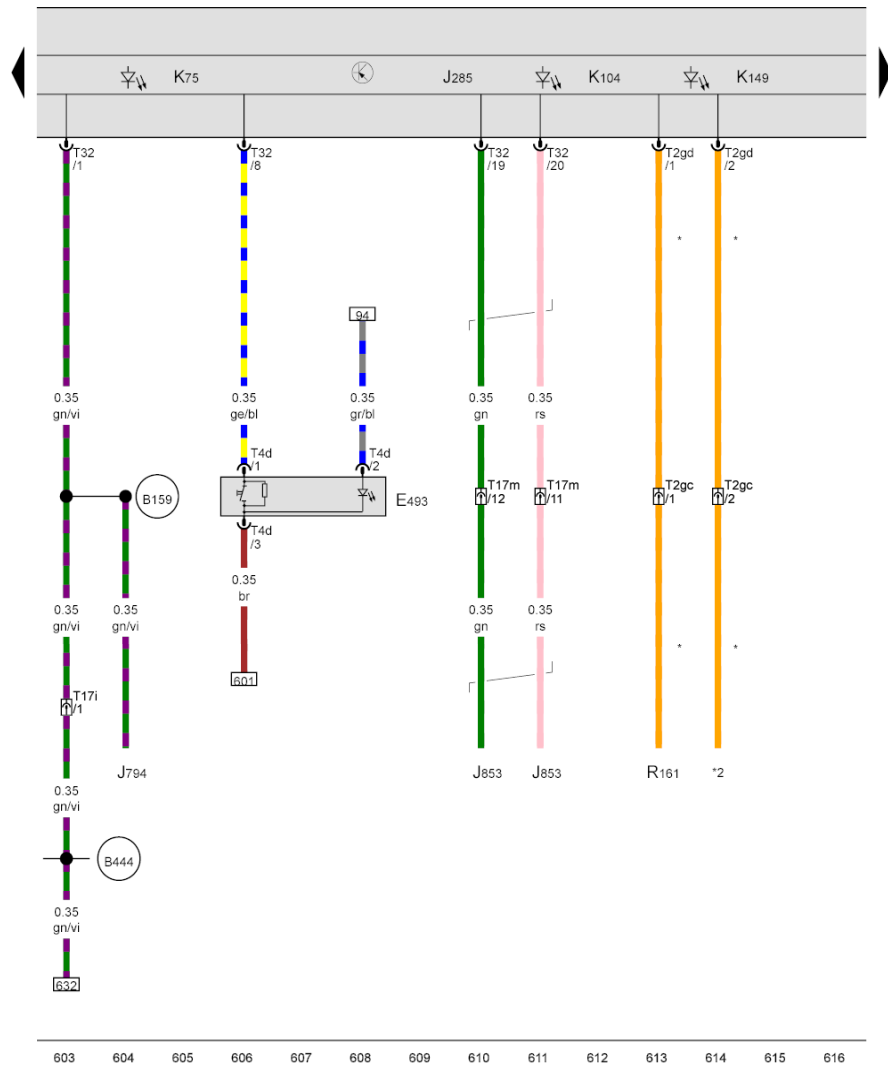 K75 J285 K104 K149
T32 T32 T32 T32 T2gd T2gd
/1 /8 /19 /20 /1 /2
* *
94
0.35 0.35 0.35 0.35 0.35
gn/vi ge/bl gr/bl gn rs
T4d T4d
/1 /2
T17m T17m T2gc T2gc
/12 /11 /1 /2
B159 E493
T4d
/3
0.35
br
0.35 0.35 0.35 0.35
gn/vi gn/vi gn rs
* *
601
T17i
/1
J794 J853 J853 R161 *2
0.35
gn/vi
B444
0.35
gn/vi
632
603 604 605 606 607 608 609 610 611 612 613 614 615 616